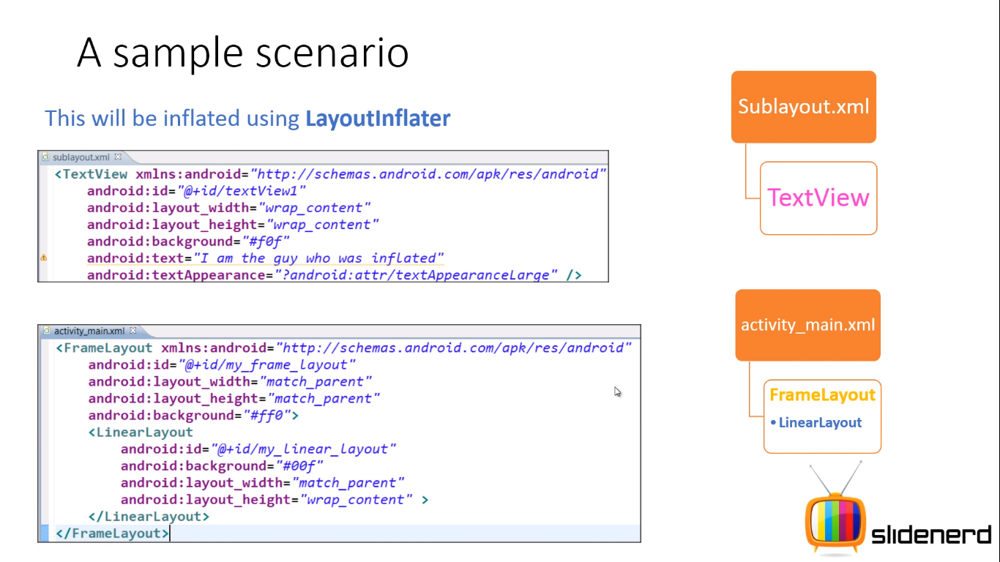 A sample scenario
This will be inflated using LayoutInflater
sublayout.xml
<TextView xmlns:android="http://schemas.android.com/apk/res/android"
android:id="@+id/textView1"
android:layout_width="wrap_content"
android:layout_height="wrap_content"
android:background="#f0f"
android:text="I am the guy who was inflated"
android:textAppearance="?android:attr/textAppearanceLarge" />
activity_main.xml
<FrameLayout xmlns:android="http://schemas.android.com/apk/res/android"
android:id="@+id/my_frame_layout"
android:layout_width="match_parent"
android:layout_height="match_parent"
android:background="#ff0">
<LinearLayout
android:id="@+id/my_linear_layout"
android:background="#00f"
android:layout_width="match_parent"
android:layout_height="wrap_content" >
</LinearLayout>
</FrameLayout>
Sublayout.xml
TextView
activity_main.xml
FrameLayout
• LinearLayout
slidenerd